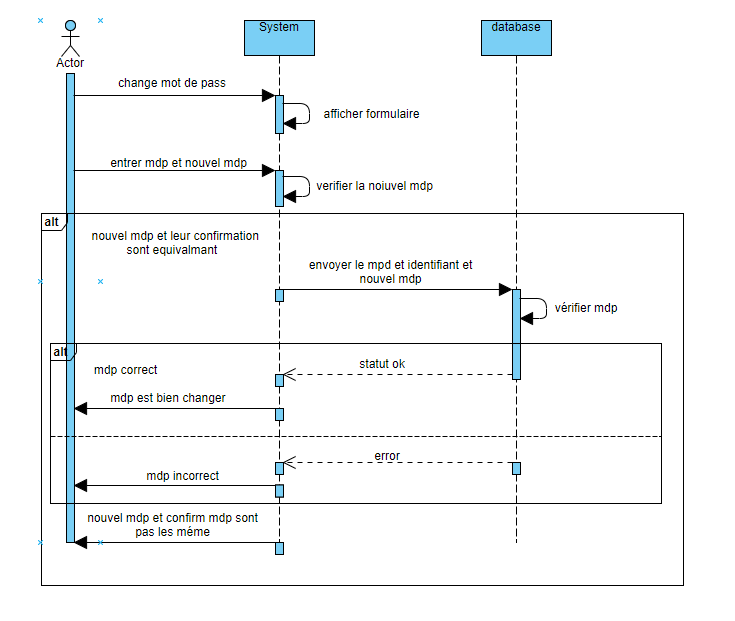 System
database
Actor
change mot de pass
afficher formulaire
entrer mdp et nouvel mdp
verifier la noiuvel mdp
alt
nouvel mdp et leur confirmation
sont equivalmant
envoyer le mpd et identifiant et
nouvel mdp
vérifier mdp
alt
mdp correct
statut ok
mdp est bien changer
error
mdp incorrect
nouvel mdp et confirm mdp sont
pas les méme